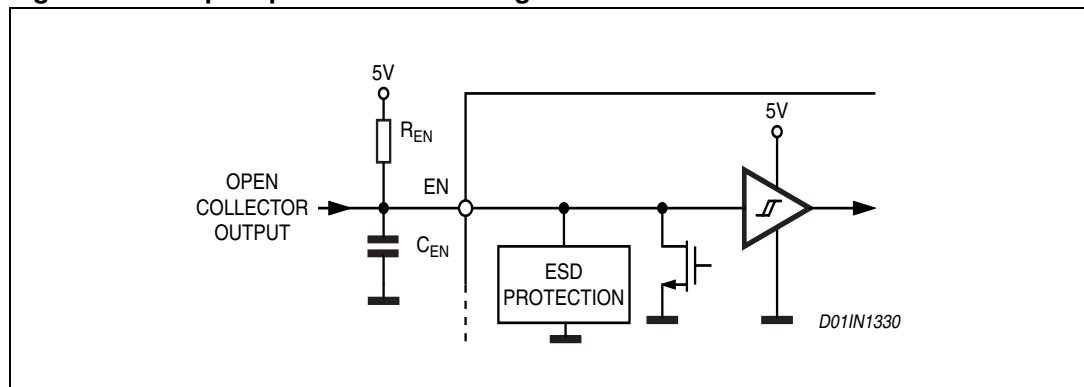 5V
R_EN
5V
OPEN
COLLECTOR
OUTPUT
EN
C_EN
ESD
PROTECTION
D01IN1330